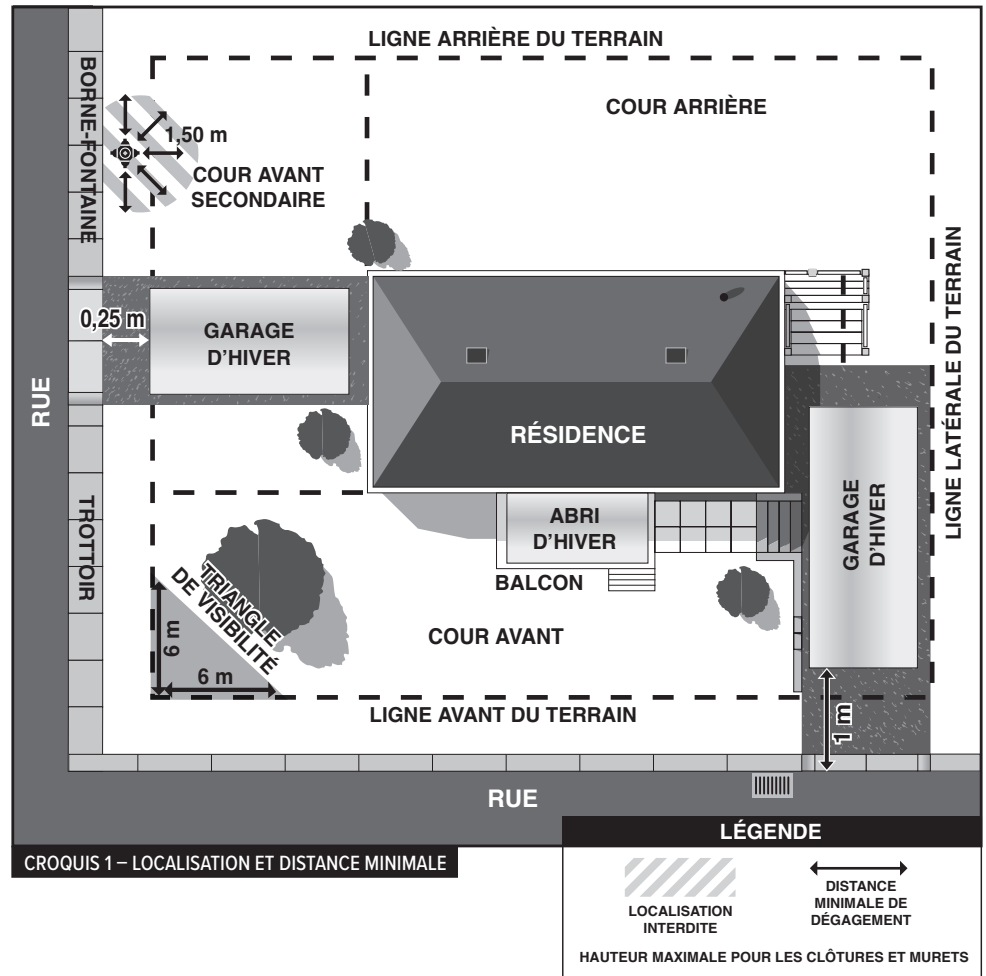 LIGNE ARRIÈRE DU TERRAIN
COUR ARRIÈRE
BORNE-FONTAINE
1,50 m
COUR AVANT
SECONDAIRE
0,25 m
GARAGE
D'HIVER
RUE
RÉSIDENCE
LIGNE LATÉRALE DU TERRAIN
TROTTOIR
ABRI
D'HIVER
GARAGE
D'HIVER
BALCON
TRIANGLE
DE VISIBILITÉ
6 m
6 m
COUR AVANT
LIGNE AVANT DU TERRAIN
1 m
RUE
CROQUIS 1 – LOCALISATION ET DISTANCE MINIMALE
LÉGENDE
LOCALISATION
INTERDITE
DISTANCE
MINIMALE DE
DÉGAGEMENT
HAUTEUR MAXIMALE POUR LES CLÔTURES ET MURETS